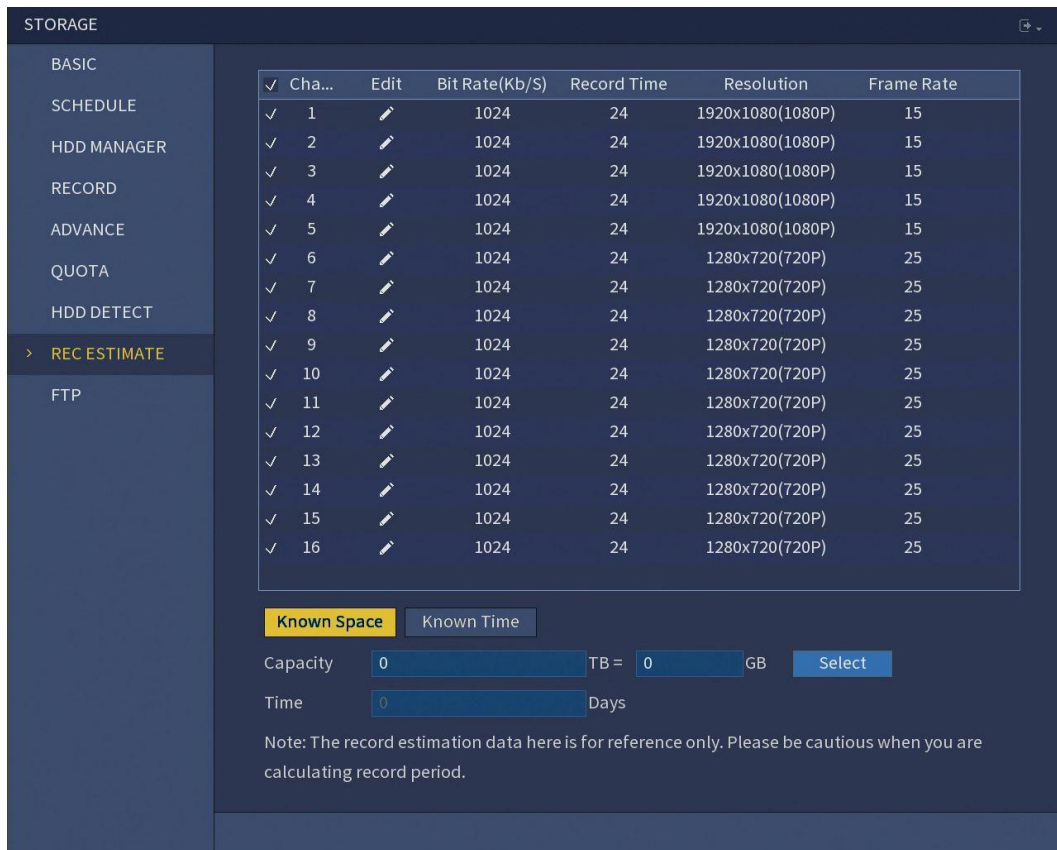 STORAGE
BASIC
SCHEDULE
HDD MANAGER
RECORD
ADVANCE
QUOTA
HDD DETECT
> REC ESTIMATE
FTP
Cha... Edit Bit Rate(Kb/S) Record Time Resolution Frame Rate
1 1024 24 1920x1080(1080P) 15
2 1024 24 1920x1080(1080P) 15
3 1024 24 1920x1080(1080P) 15
4 1024 24 1920x1080(1080P) 15
5 1024 24 1920x1080(1080P) 15
6 1024 24 1280x720(720P) 25
7 1024 24 1280x720(720P) 25
8 1024 24 1280x720(720P) 25
9 1024 24 1280x720(720P) 25
10 1024 24 1280x720(720P) 25
11 1024 24 1280x720(720P) 25
12 1024 24 1280x720(720P) 25
13 1024 24 1280x720(720P) 25
14 1024 24 1280x720(720P) 25
15 1024 24 1280x720(720P) 25
16 1024 24 1280x720(720P) 25
Known Space Known Time
Capacity 0 TB = 0 GB Select
Time 0 Days
Note: The record estimation data here is for reference only. Please be cautious when you are
calculating record period.